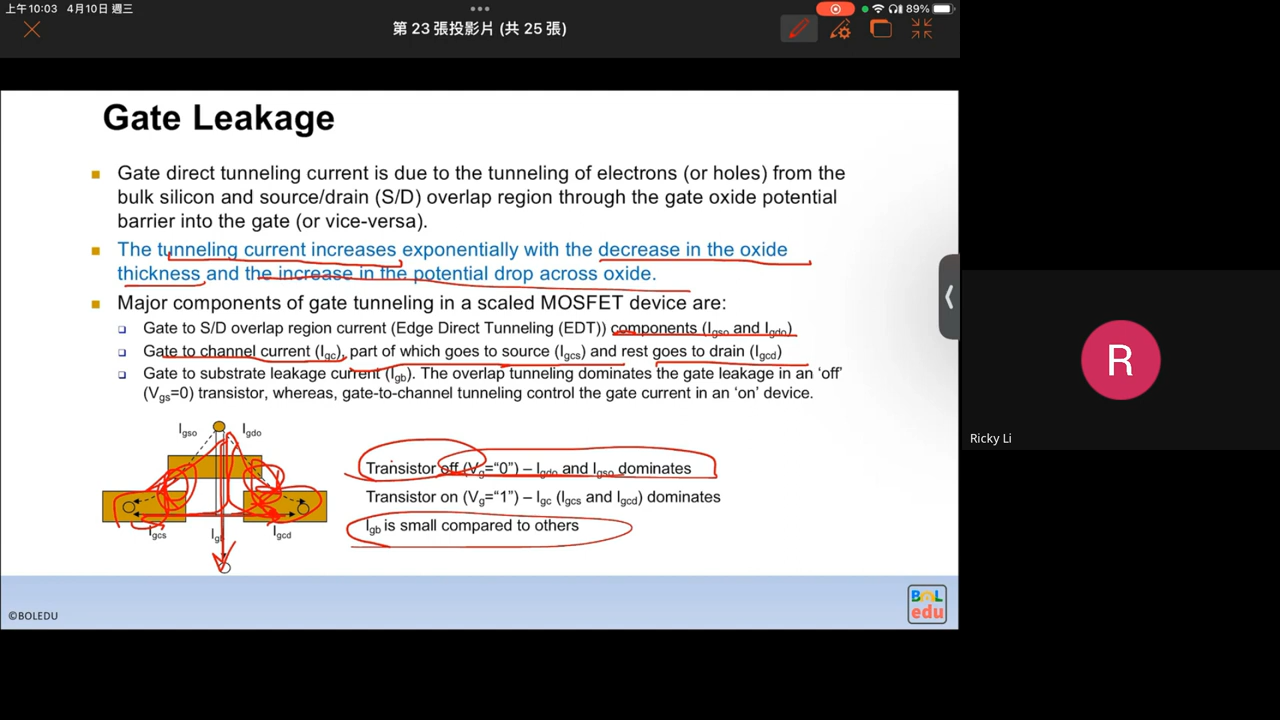 上午10:03 4月10日 週三
89%
第 23 張投影片 (共 25 張)
Gate Leakage
Gate direct tunneling current is due to the tunneling of electrons (or holes) from the
bulk silicon and source/drain (S/D) overlap region through the gate oxide potential
barrier into the gate (or vice-versa).
The tunneling current increases exponentially with the decrease in the oxide
thickness and the increase in the potential drop across oxide.
Major components of gate tunneling in a scaled MOSFET device are:
Gate to S/D overlap region current (Edge Direct Tunneling (EDT)) components (Igso and Igdo)
Gate to channel current (Igc), part of which goes to source (Igcs) and rest goes to drain (Igcd)
Gate to substrate leakage current (Igb). The overlap tunneling dominates the gate leakage in an ‘off’
(Vgs=0) transistor, whereas, gate-to-channel tunneling control the gate current in an ‘on’ device.
Igso Igdo
Transistor off (Vg=“0”) – Igdo and Igso dominates
Transistor on (Vg=“1”) – Igc (Igcs and Igcd) dominates
Igb is small compared to others
Igcs Igb Igcd
©BOLEDU
BOL
edu
R
Ricky Li